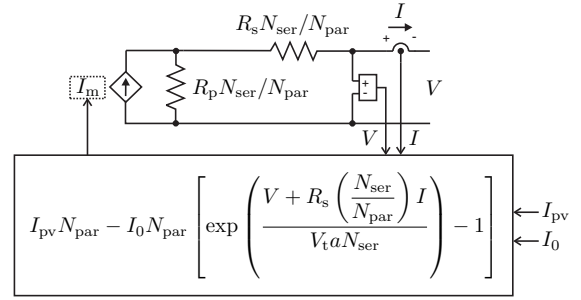 R_s N_ser/N_par
I
+ -
I_m
R_p N_ser/N_par
+
-
V
V I
I_pv N_par − I_0 N_par [ exp ( (V + R_s (N_ser / N_par) I) / (V_t a N_ser) ) − 1 ]
I_pv
I_0